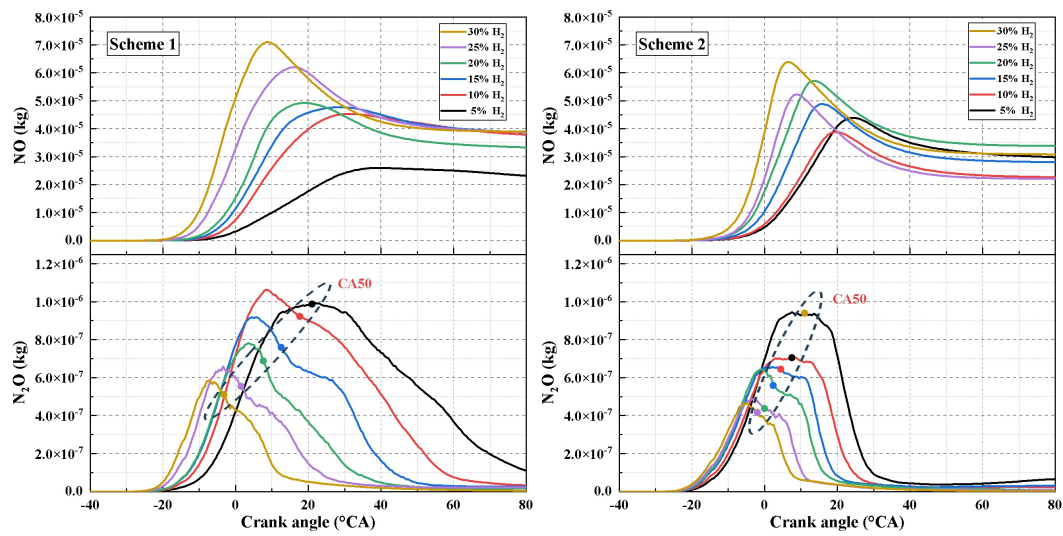 8.0×10⁻⁵
7.0×10⁻⁵
6.0×10⁻⁵
5.0×10⁻⁵
4.0×10⁻⁵
3.0×10⁻⁵
2.0×10⁻⁵
1.0×10⁻⁵
0.0
NO (kg)
Scheme 1
30% H₂
25% H₂
20% H₂
15% H₂
10% H₂
5% H₂
1.2×10⁻⁶
1.0×10⁻⁶
8.0×10⁻⁷
6.0×10⁻⁷
4.0×10⁻⁷
2.0×10⁻⁷
0.0
N₂O (kg)
CA50
-40 -20 0 20 40 60 80
Crank angle (°CA)
8.0×10⁻⁵
7.0×10⁻⁵
6.0×10⁻⁵
5.0×10⁻⁵
4.0×10⁻⁵
3.0×10⁻⁵
2.0×10⁻⁵
1.0×10⁻⁵
0.0
NO (kg)
Scheme 2
30% H₂
25% H₂
20% H₂
15% H₂
10% H₂
5% H₂
1.2×10⁻⁶
1.0×10⁻⁶
8.0×10⁻⁷
6.0×10⁻⁷
4.0×10⁻⁷
2.0×10⁻⁷
0.0
N₂O (kg)
CA50
-40 -20 0 20 40 60 80
Crank angle (°CA)